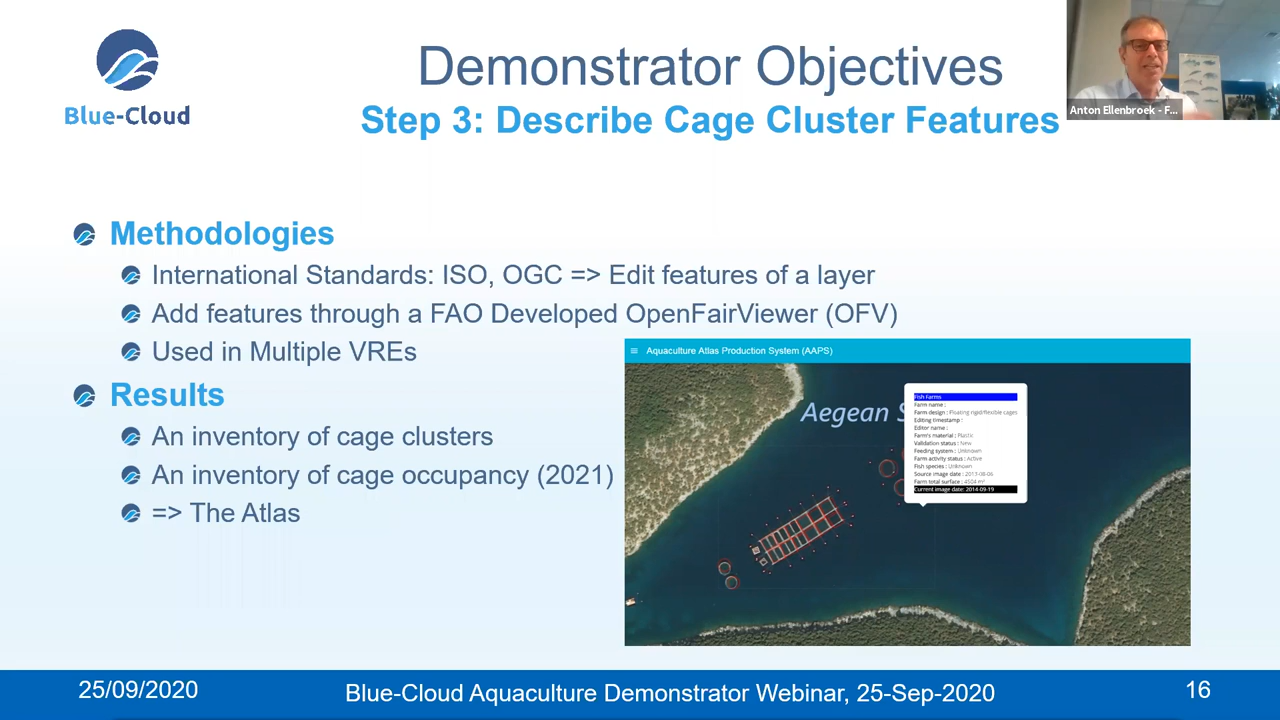 Blue-Cloud
Demonstrator Objectives
Step 3: Describe Cage Cluster Features
Anton Ellenbroek - F...
Methodologies
International Standards: ISO, OGC => Edit features of a layer
Add features through a FAO Developed OpenFairViewer (OFV)
Used in Multiple VREs
Results
An inventory of cage clusters
An inventory of cage occupancy (2021)
=> The Atlas
Aquaculture Atlas Production System (AAPS)
Aegean S
Fish Farms
Farm name :
Farm design : Floating rigid/flexible cages
Editing timestamp :
Editor name :
Farm's material : Plastic
Validation status : New
Feeding system : Unknown
Farm activity status : Active
Fish species : Unknown
Source image date : 2017-08-06
Farm total surface : 4504 m²
Current image date: 2014-09-19
25/09/2020
Blue-Cloud Aquaculture Demonstrator Webinar, 25-Sep-2020
16